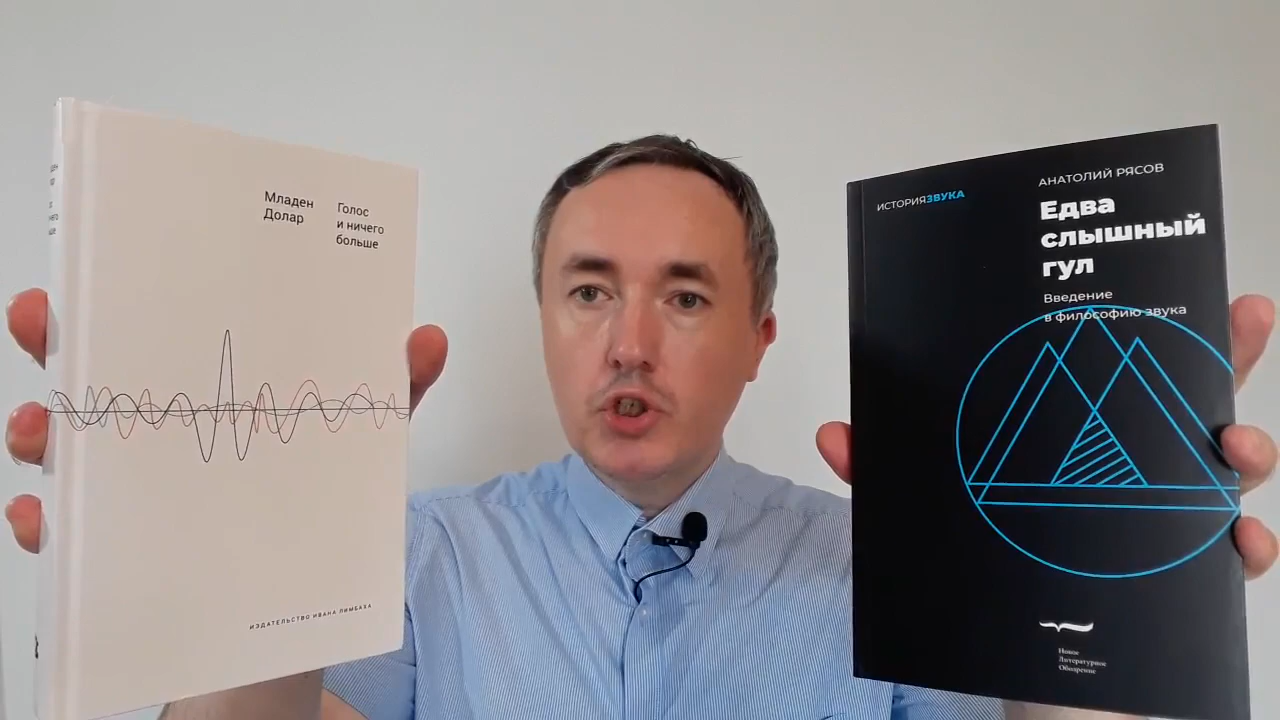 Младен
Долар
Голос
и ничего
больше
ИЗДАТЕЛЬСТВО ИВАНА ЛИМБАХА
ИСТОРИЯЗВУКА
АНАТОЛИЙ РЯСОВ
Едва
слышный
гул
Введение
в философию звука
Новое
Литературное
Обозрение